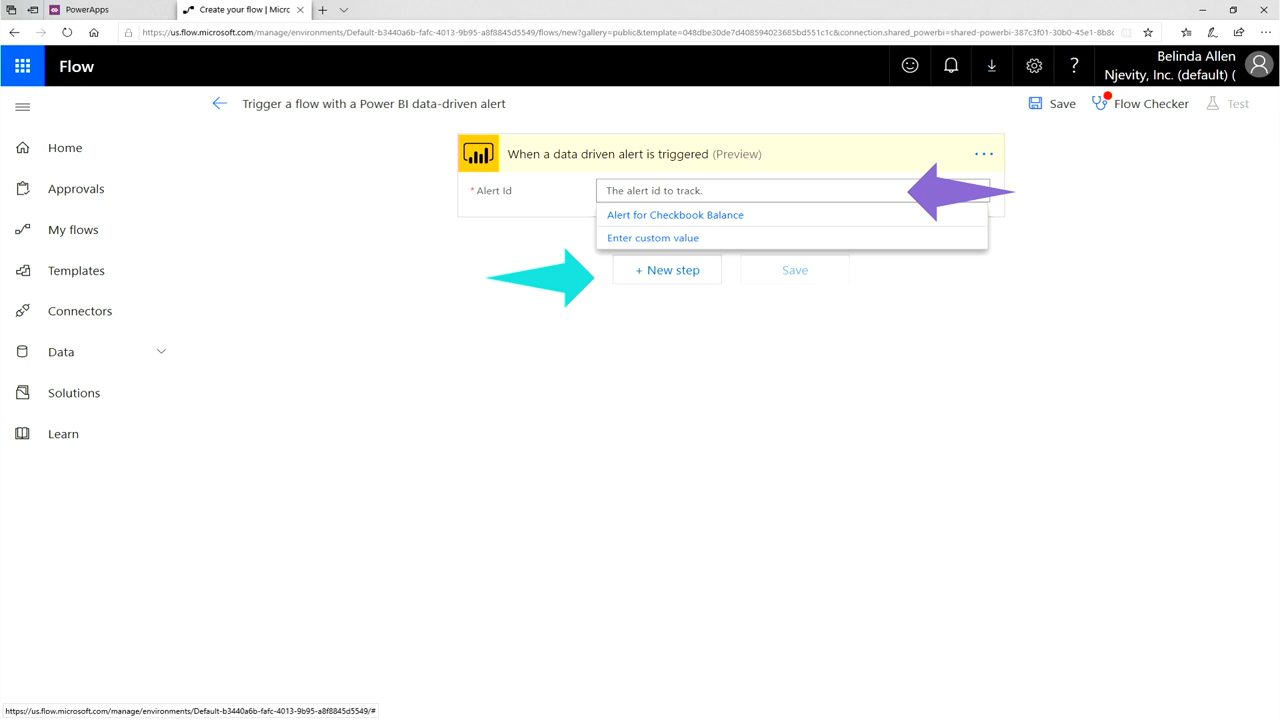 PowerApps
Create your flow | Micr
https://us.flow.microsoft.com/manage/environments/Default-b3440a6b-fafc-4013-9b95-a8f8845d5549/flows/new?gallery=public&template=048dbe30de7d408594023685bd551c1c&connection.shared_powerbi=shared-powerbi-387c3f01-30b0-45e1-8b8c
Flow
Belinda Allen
Njevity, Inc. (default) (
Trigger a flow with a Power BI data-driven alert
Save
Flow Checker
Test
Home
Approvals
My flows
Templates
Connectors
Data
Solutions
Learn
When a data driven alert is triggered (Preview)
* Alert Id
The alert id to track.
Alert for Checkbook Balance
Enter custom value
+ New step
Save
https://us.flow.microsoft.com/manage/environments/Default-b3440a6b-fafc-4013-9b95-a8f8845d5549/#